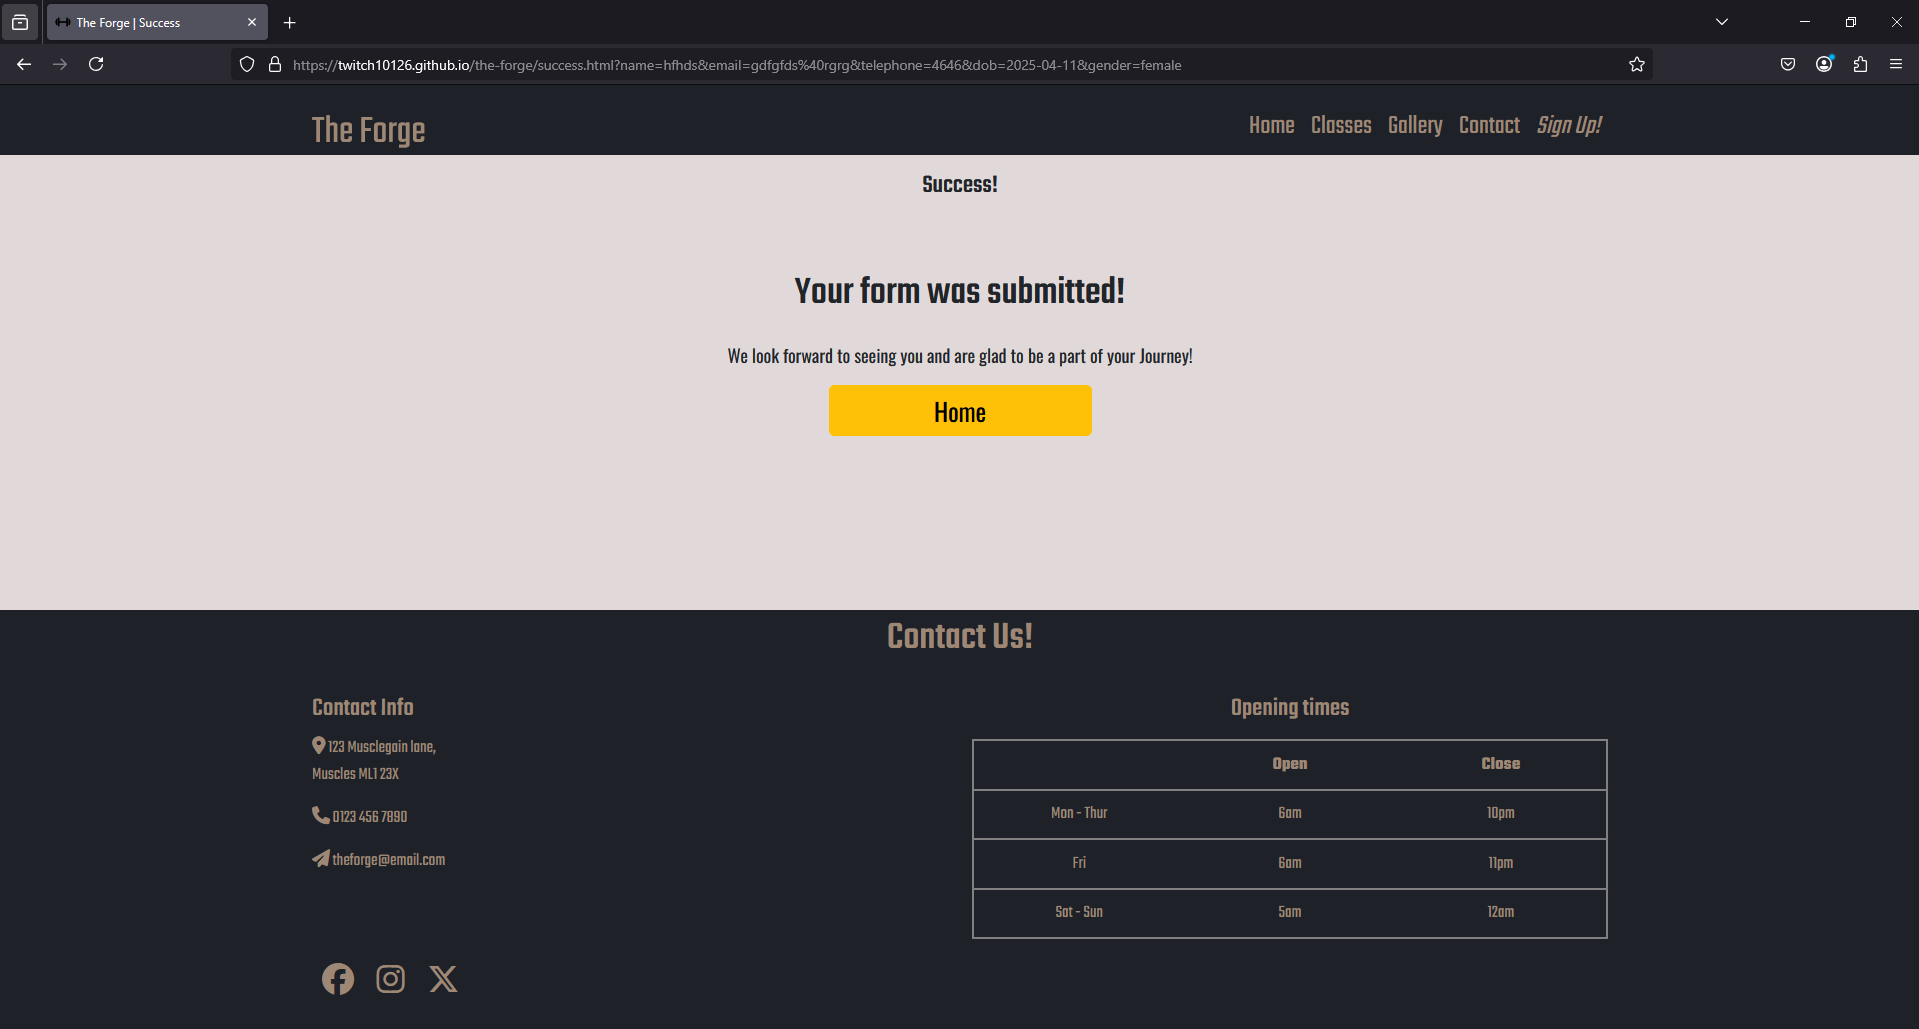 The Forge | Success
https://twitch10126.github.io/the-forge/success.html?name=hfhds&email=gdfgfds%40rgrg&telephone=4646&dob=2025-04-11&gender=female
The Forge
Home Classes Gallery Contact Sign Up!
Success!
Your form was submitted!
We look forward to seeing you and are glad to be a part of your Journey!
Home
Contact Us!
Contact Info
123 Musclegain lane,
Muscles ML1 23X
0123 456 7890
theforge@email.com
Opening times
Open Close
Mon - Thur 6am 10pm
Fri 6am 11pm
Sat - Sun 5am 12am